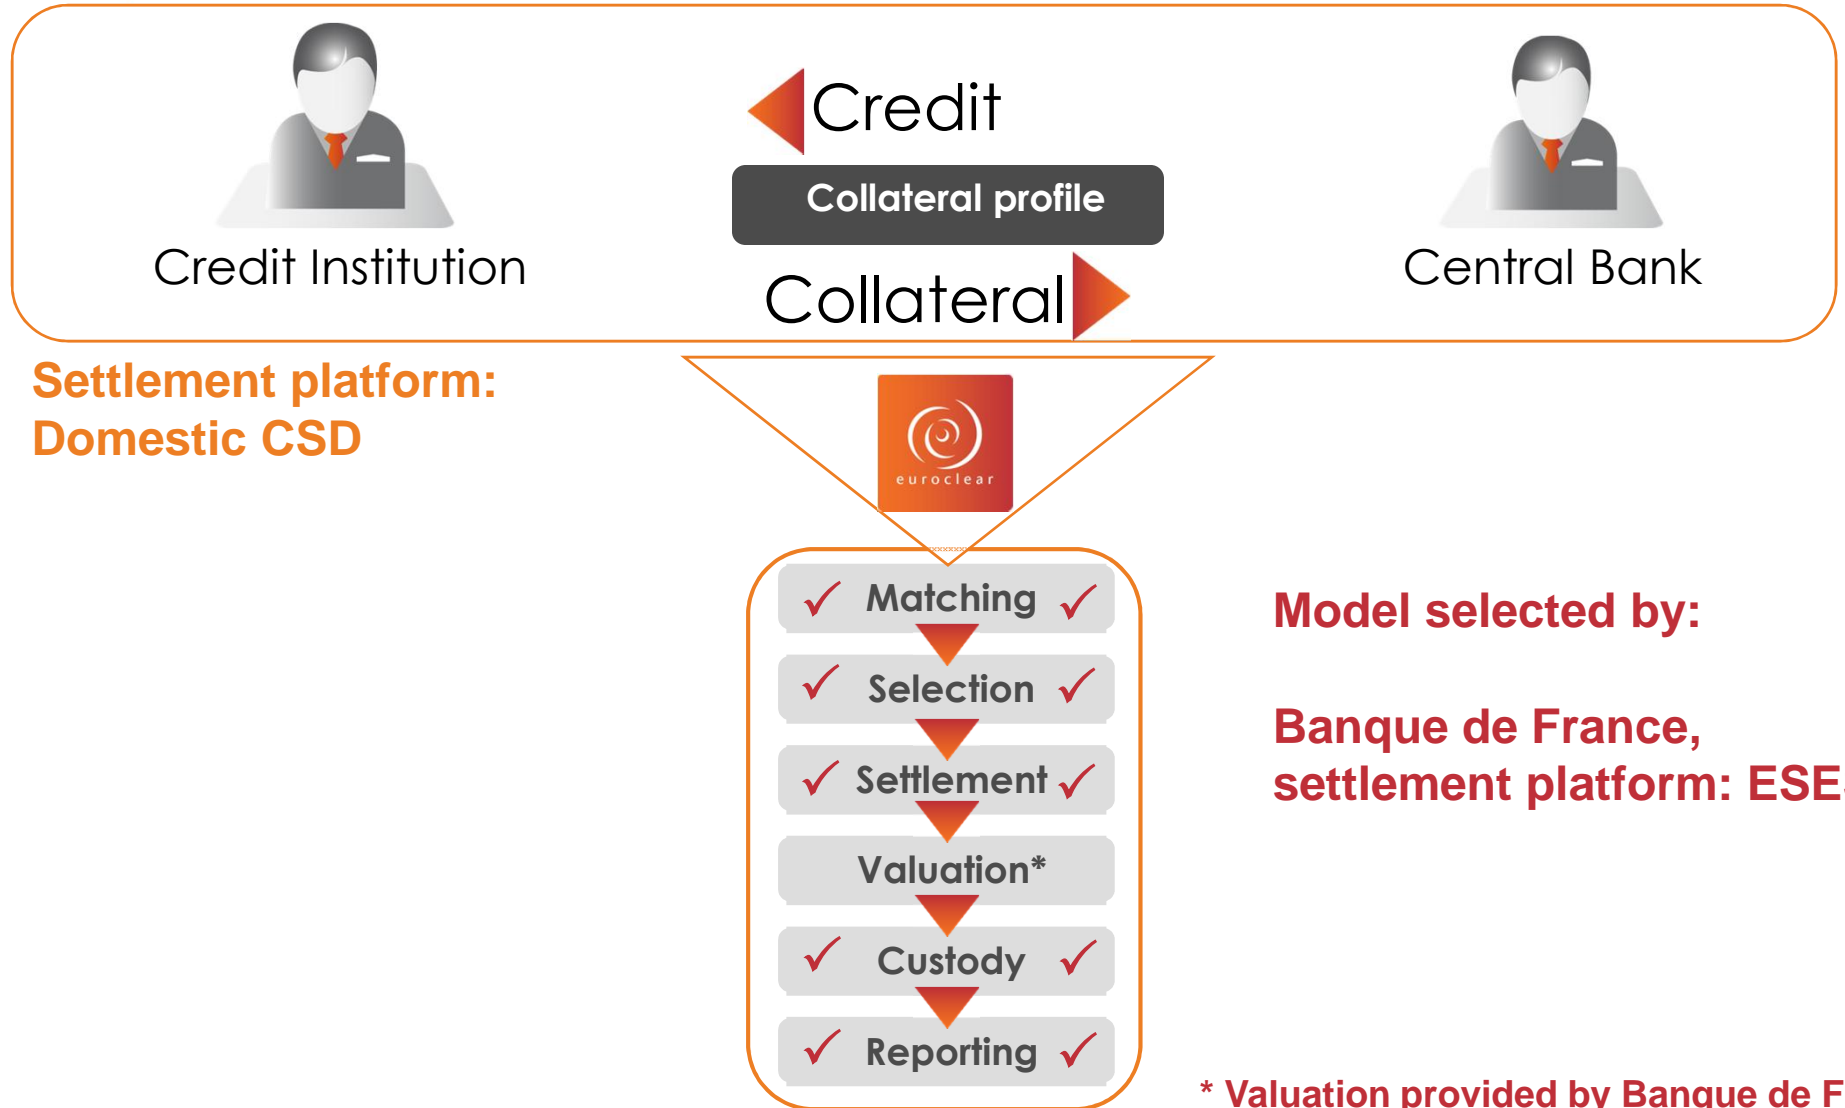 Credit
Collateral profile
Credit Institution
Central Bank
Collateral
Settlement platform:
Domestic CSD
euroclear
Matching
Selection
Settlement
Valuation*
Custody
Reporting
Model selected by:
Banque de France,
settlement platform: ESE
* Valuation provided by Banque de F